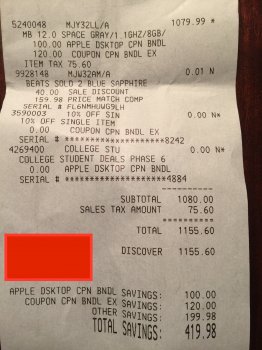 5240048 MJY32LL/A 1079.99 *
MB 12.0 SPACE GRAY/1.1GHZ/8GB/
100.00 APPLE DSKTOP CPN BNDL
120.00 COUPON CPN BNDL EX
ITEM TAX 75.60
9928148 MJW32AM/A 0.01 N
BEATS SOLO 2 BLUE SAPPHIRE
40.00 SALE DISCOUNT
159.98 PRICE MATCH COMP
SERIAL # FL6NMHUWG9LH
3590003 10% OFF SIN 0.00 N*
10% OFF SINGLE ITEM
0.00 COUPON CPN BNDL EX
SERIAL # ***************8242
4269400 COLLEGE STU 0.00 N*
COLLEGE STUDENT DEALS PHASE 6
0.00 APPLE DSKTOP CPN BNDL
SERIAL # ***************4884
SUBTOTAL 1080.00
SALES TAX AMOUNT 75.60
TOTAL 1155.60
DISCOVER 1155.60
APPLE DSKTOP CPN BNDL SAVINGS: 100.00
COUPON CPN BNDL EX SAVINGS: 120.00
OTHER SAVINGS: 199.98
TOTAL SAVINGS: 419.98